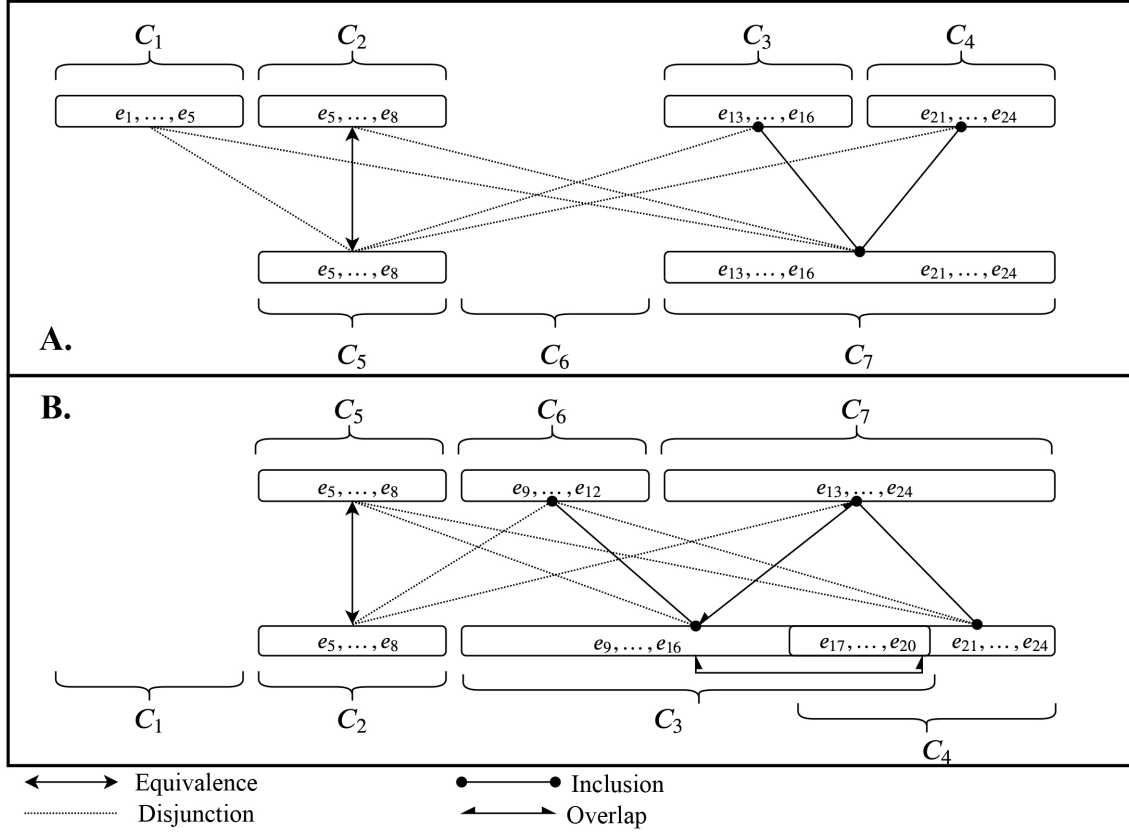 C₁ C₂ C₃ C₄
e₁, … , e₅ e₅, … , e₈ e₁₃, … , e₁₆ e₂₁, … , e₂₄
e₅, … , e₈ e₁₃, … , e₁₆ e₂₁, … , e₂₄
A.
C₅ C₆ C₇
B.
C₅ C₆ C₇
e₅, … , e₈ e₉, … , e₁₂ e₁₃, … , e₂₄
e₅, … , e₈ e₉, … , e₁₆ e₁₇, … , e₂₀ e₂₁, … , e₂₄
C₁ C₂ C₃
C₄
Equivalence Inclusion
Disjunction Overlap